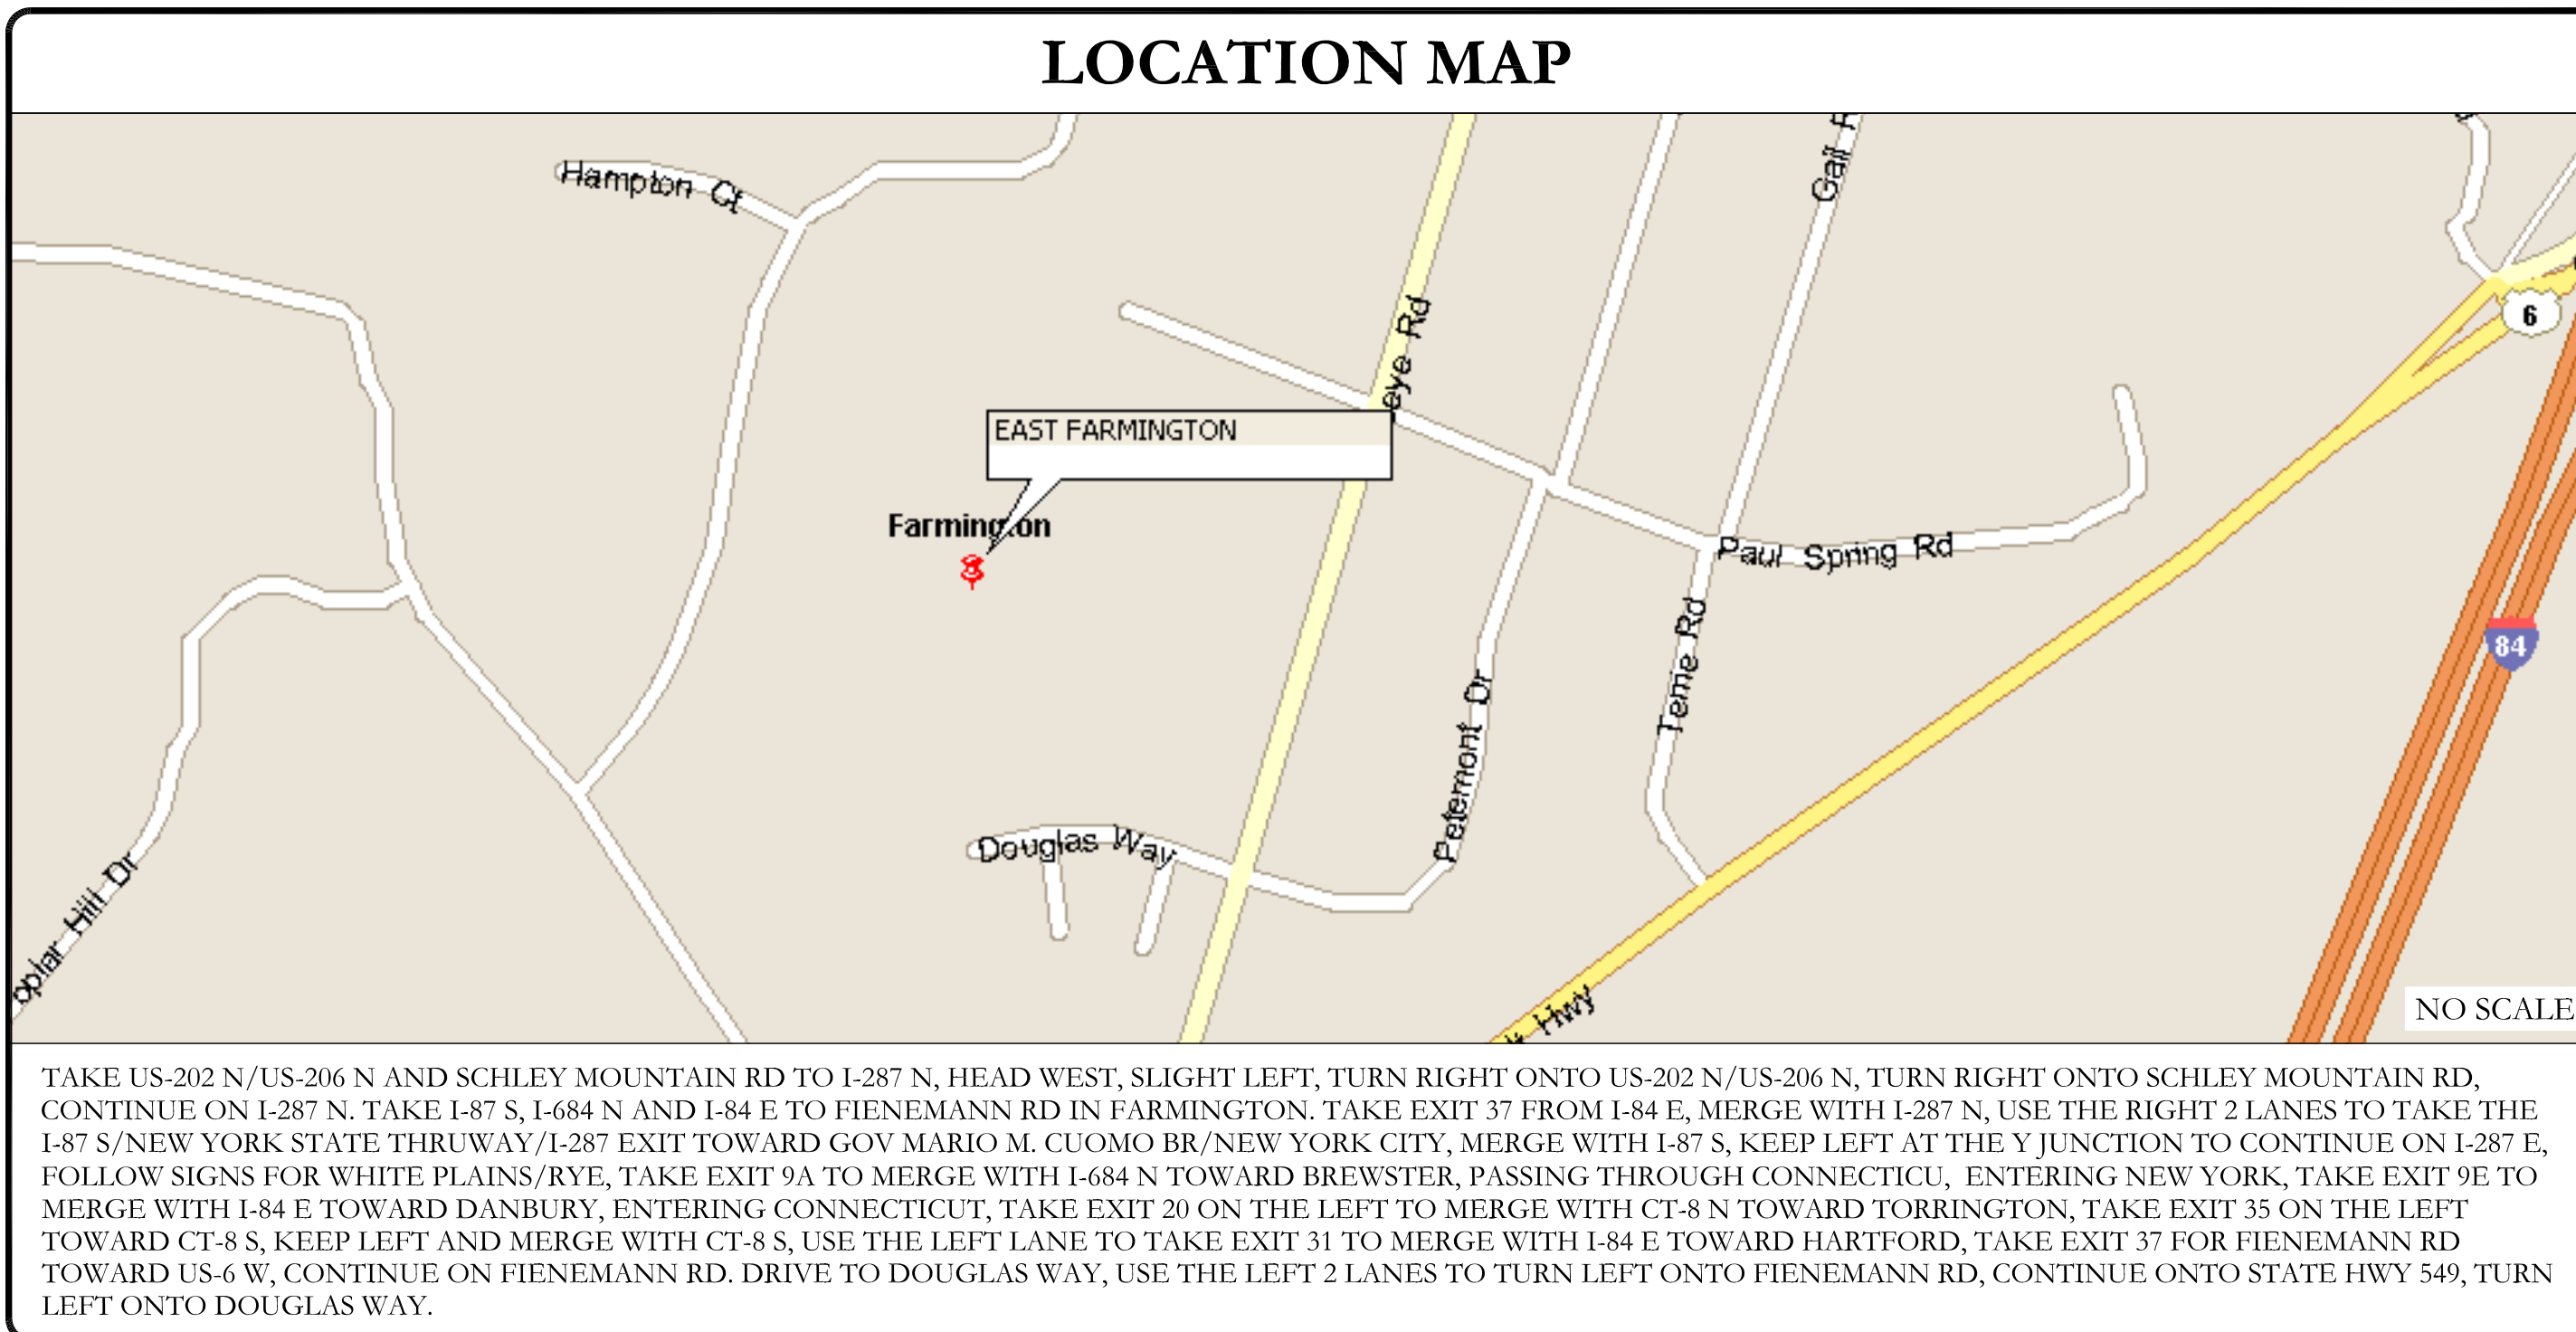 LOCATION MAP
Hampton Ct
Gail
eye Rd
6
EAST FARMINGTON
Farmington
Paul Spring Rd
Terrie Rd
84
Petemont Dr
Douglas Way
oplar Hill Dr
Hwy
NO SCALE
TAKE US-202 N/US-206 N AND SCHLEY MOUNTAIN RD TO I-287 N, HEAD WEST, SLIGHT LEFT, TURN RIGHT ONTO US-202 N/US-206 N, TURN RIGHT ONTO SCHLEY MOUNTAIN RD,
CONTINUE ON I-287 N. TAKE I-87 S, I-684 N AND I-84 E TO FIENEMANN RD IN FARMINGTON. TAKE EXIT 37 FROM I-84 E, MERGE WITH I-287 N, USE THE RIGHT 2 LANES TO TAKE THE
I-87 S/NEW YORK STATE THRUWAY/I-287 EXIT TOWARD GOV MARIO M. CUOMO BR/NEW YORK CITY, MERGE WITH I-87 S, KEEP LEFT AT THE Y JUNCTION TO CONTINUE ON I-287 E,
FOLLOW SIGNS FOR WHITE PLAINS/RYE, TAKE EXIT 9A TO MERGE WITH I-684 N TOWARD BREWSTER, PASSING THROUGH CONNECTICU, ENTERING NEW YORK, TAKE EXIT 9E TO
MERGE WITH I-84 E TOWARD DANBURY, ENTERING CONNECTICUT, TAKE EXIT 20 ON THE LEFT TO MERGE WITH CT-8 N TOWARD TORRINGTON, TAKE EXIT 35 ON THE LEFT
TOWARD CT-8 S, KEEP LEFT AND MERGE WITH CT-8 S, USE THE LEFT LANE TO TAKE EXIT 31 TO MERGE WITH I-84 E TOWARD HARTFORD, TAKE EXIT 37 FOR FIENEMANN RD
TOWARD US-6 W, CONTINUE ON FIENEMANN RD. DRIVE TO DOUGLAS WAY, USE THE LEFT 2 LANES TO TURN LEFT ONTO FIENEMANN RD, CONTINUE ONTO STATE HWY 549, TURN
LEFT ONTO DOUGLAS WAY.